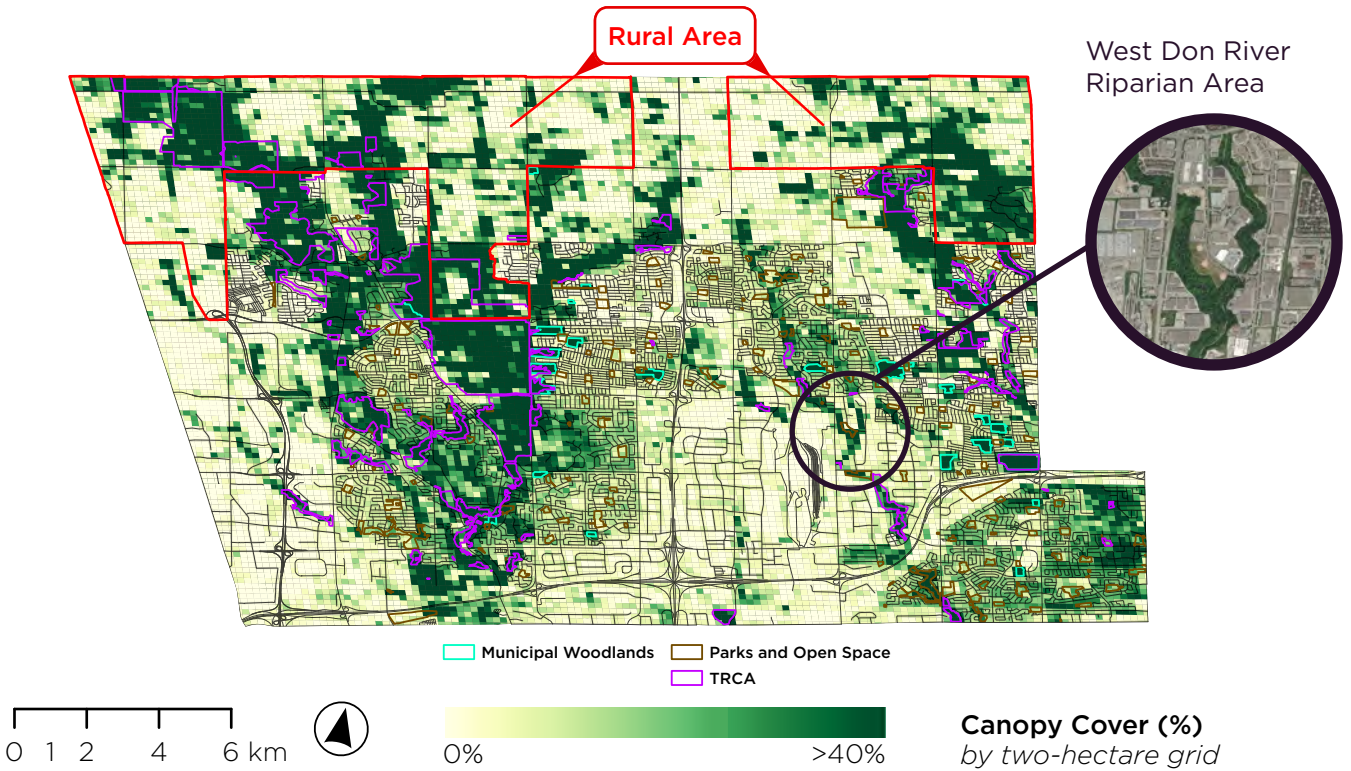 Rural Area
West Don River
Riparian Area
Municipal Woodlands
Parks and Open Space
TRCA
0 1 2 4 6 km
0%
>40%
Canopy Cover (%)
by two-hectare grid